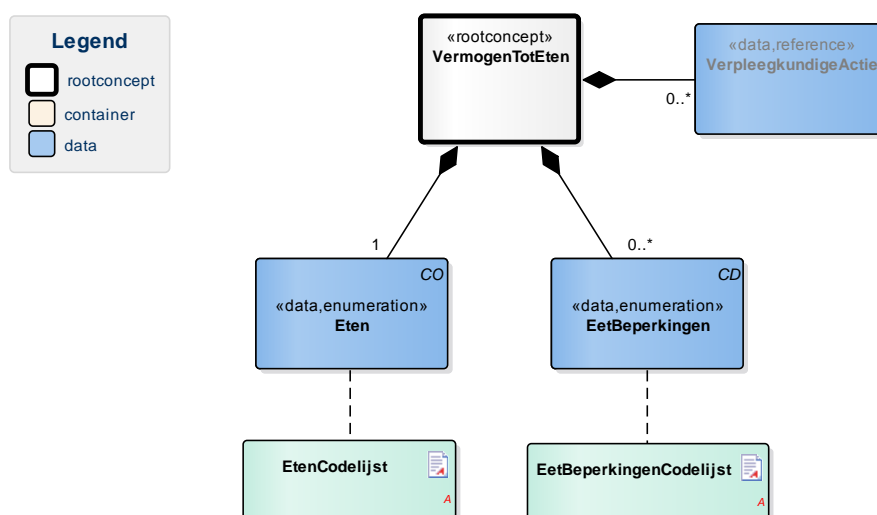 Legend
rootconcept
container
data
«rootconcept»
VermogenTotEten
«data,reference»
VerpleegkundigeActie
0..*
1
0..*
CO
«data,enumeration»
Eten
CD
«data,enumeration»
EetBeperkingen
EtenCodelijst
A
EetBeperkingenCodelijst
A